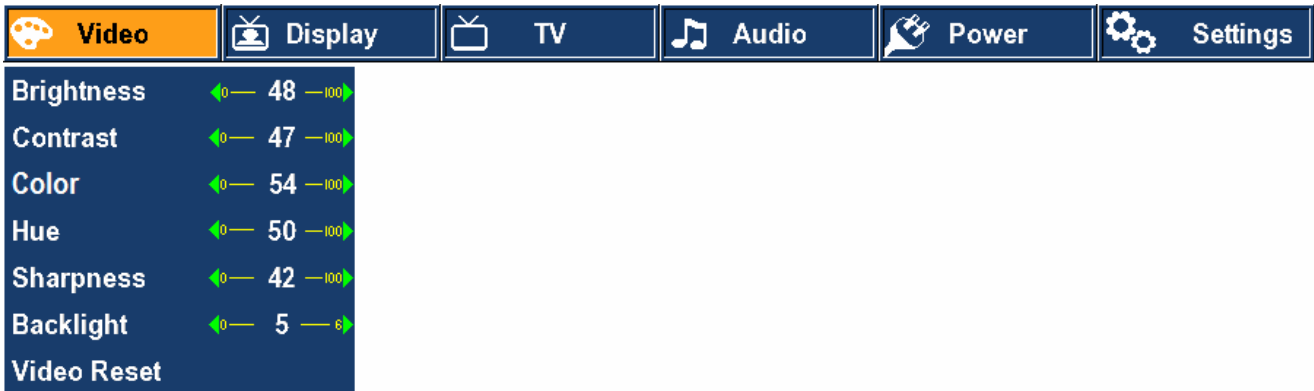 Video Display TV Audio Power Settings
Brightness 0 48 100
Contrast 0 47 100
Color 0 54 100
Hue 0 50 100
Sharpness 0 42 100
Backlight 0 5 6
Video Reset